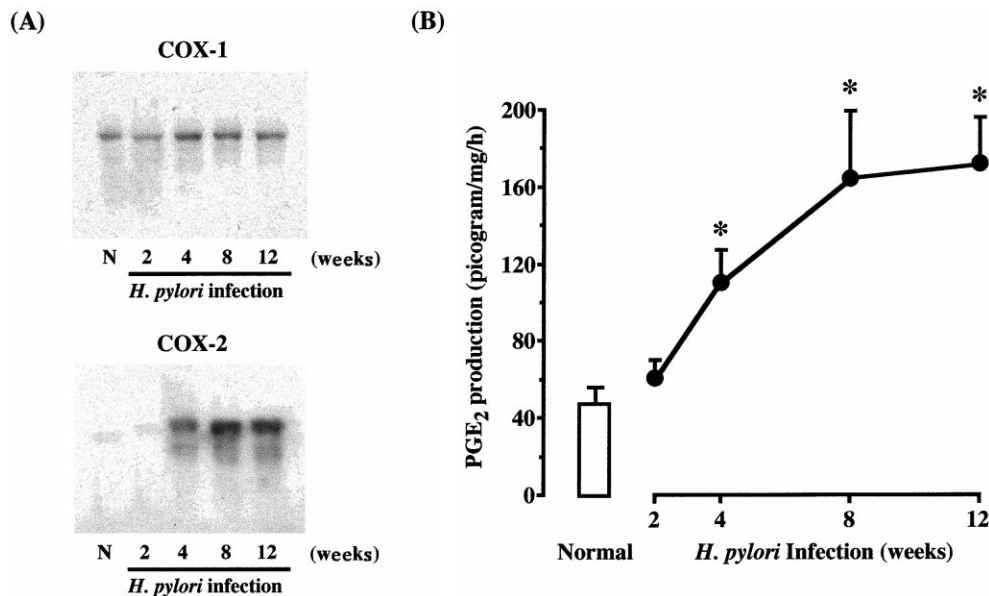 (A)
COX-1
N 2 4 8 12 (weeks)
H. pylori infection
COX-2
N 2 4 8 12 (weeks)
H. pylori infection
(B)
PGE₂ production (picogram/mg/h)
200
160
120
80
40
0
* * *
2 4 8 12
Normal H. pylori Infection (weeks)